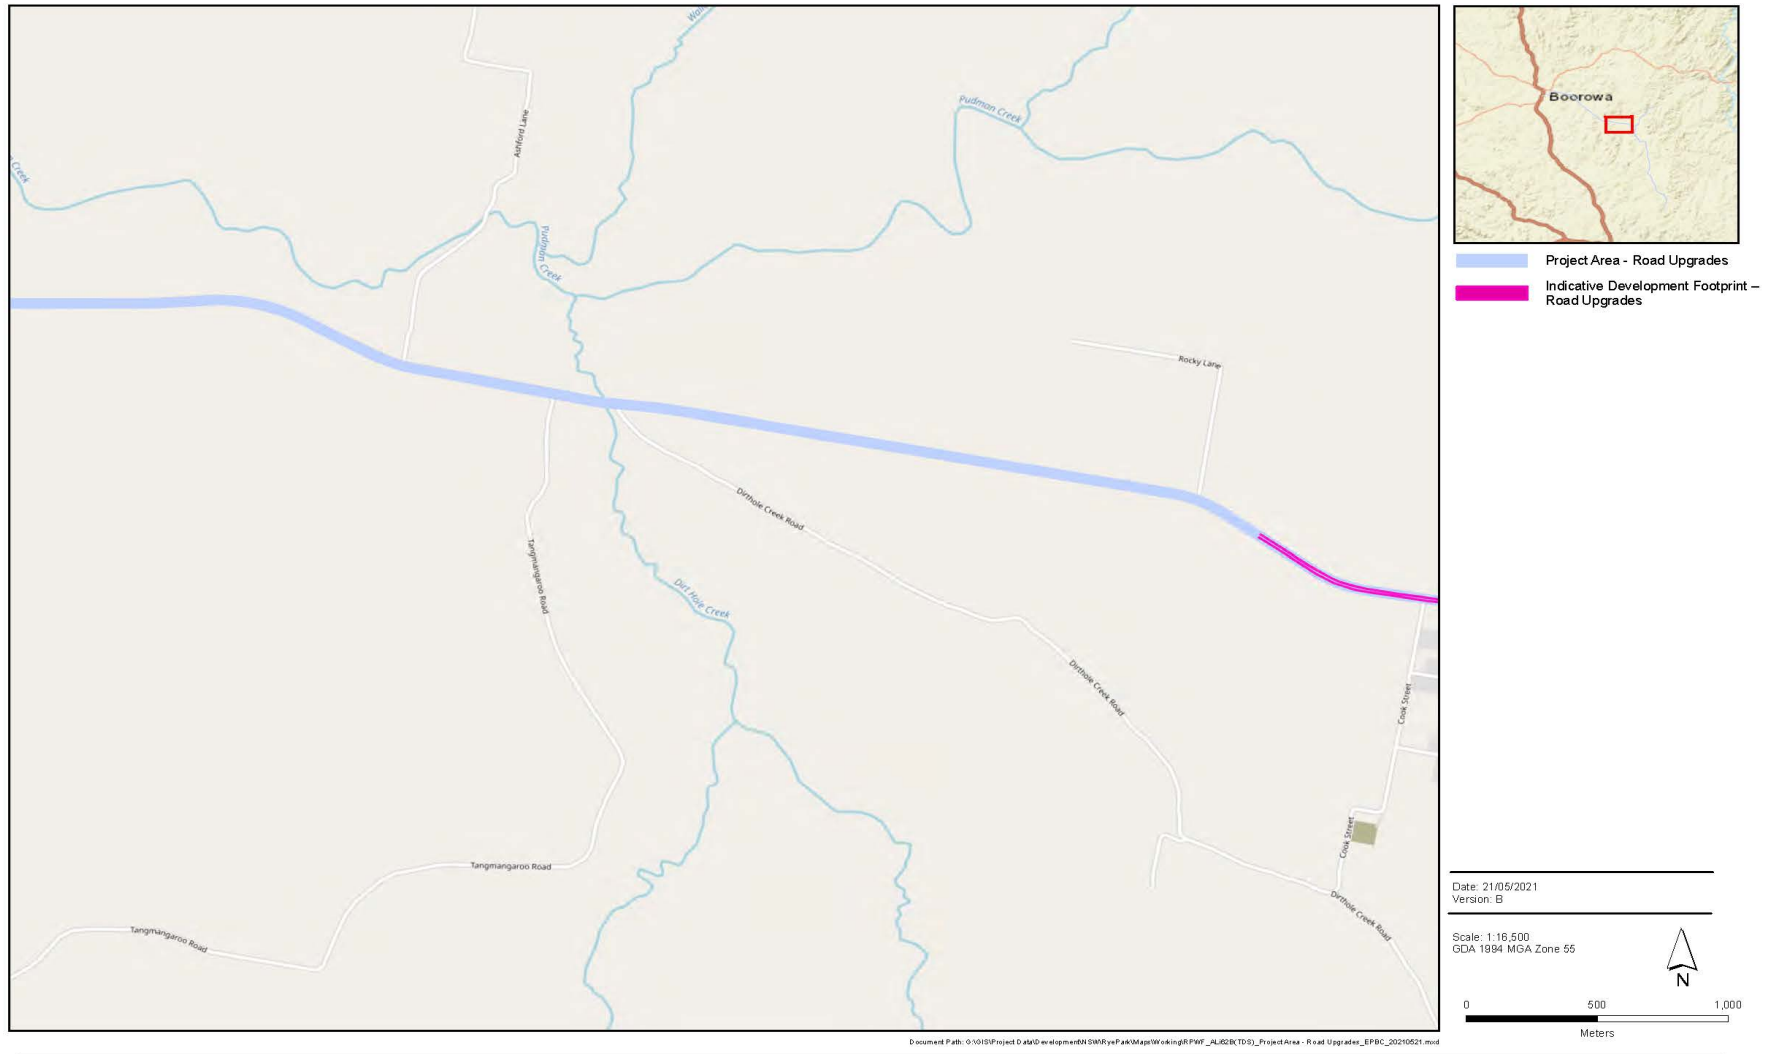 Pudman Creek
Creek
Ashford Lane
Pudman Creek
Rocky Lane
Dirthole Creek Road
Tangmangaroo Road
Dirt Hole Creek
Dirthole Creek Road
Cook Street
Cook Street
Tangmangaroo Road
Dirthole Creek Road
Tangmangaroo Road
Boorowa
Project Area - Road Upgrades
Indicative Development Footprint –
Road Upgrades
Date: 21/05/2021
Version: B
Scale: 1:16,500
GDA 1994 MGA Zone 55
N
0 500 1,000
Meters